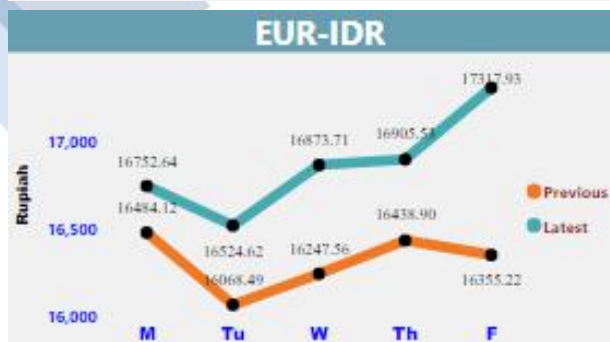 EUR-IDR
17317.93
17,000
16873.71
16905.54
16752.64
16484.12
16438.90
16,500
16524.62
16247.56
16068.49
16355.22
16,000
Rupiah
Previous
Latest
M Tu W Th F